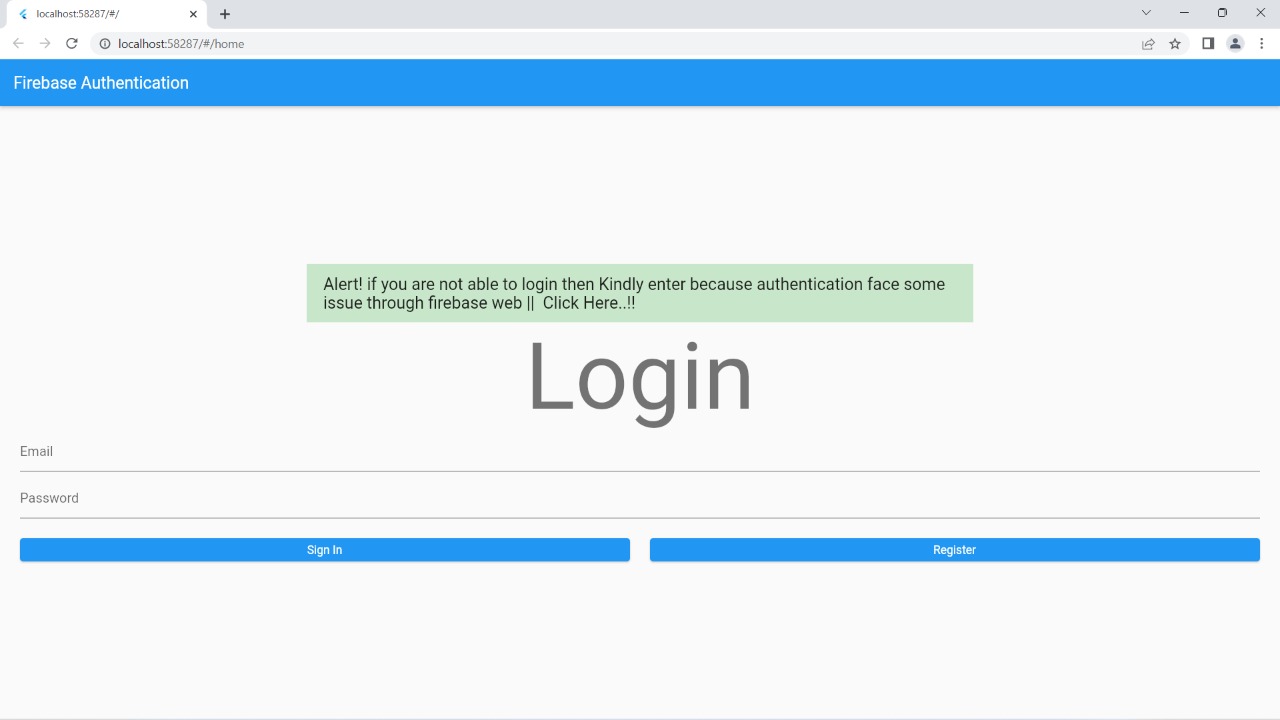 localhost:58287/#/
localhost:58287/#/home
Firebase Authentication
Alert! if you are not able to login then Kindly enter because authentication face some
issue through firebase web || Click Here..!!
Login
Email
Password
Sign In
Register